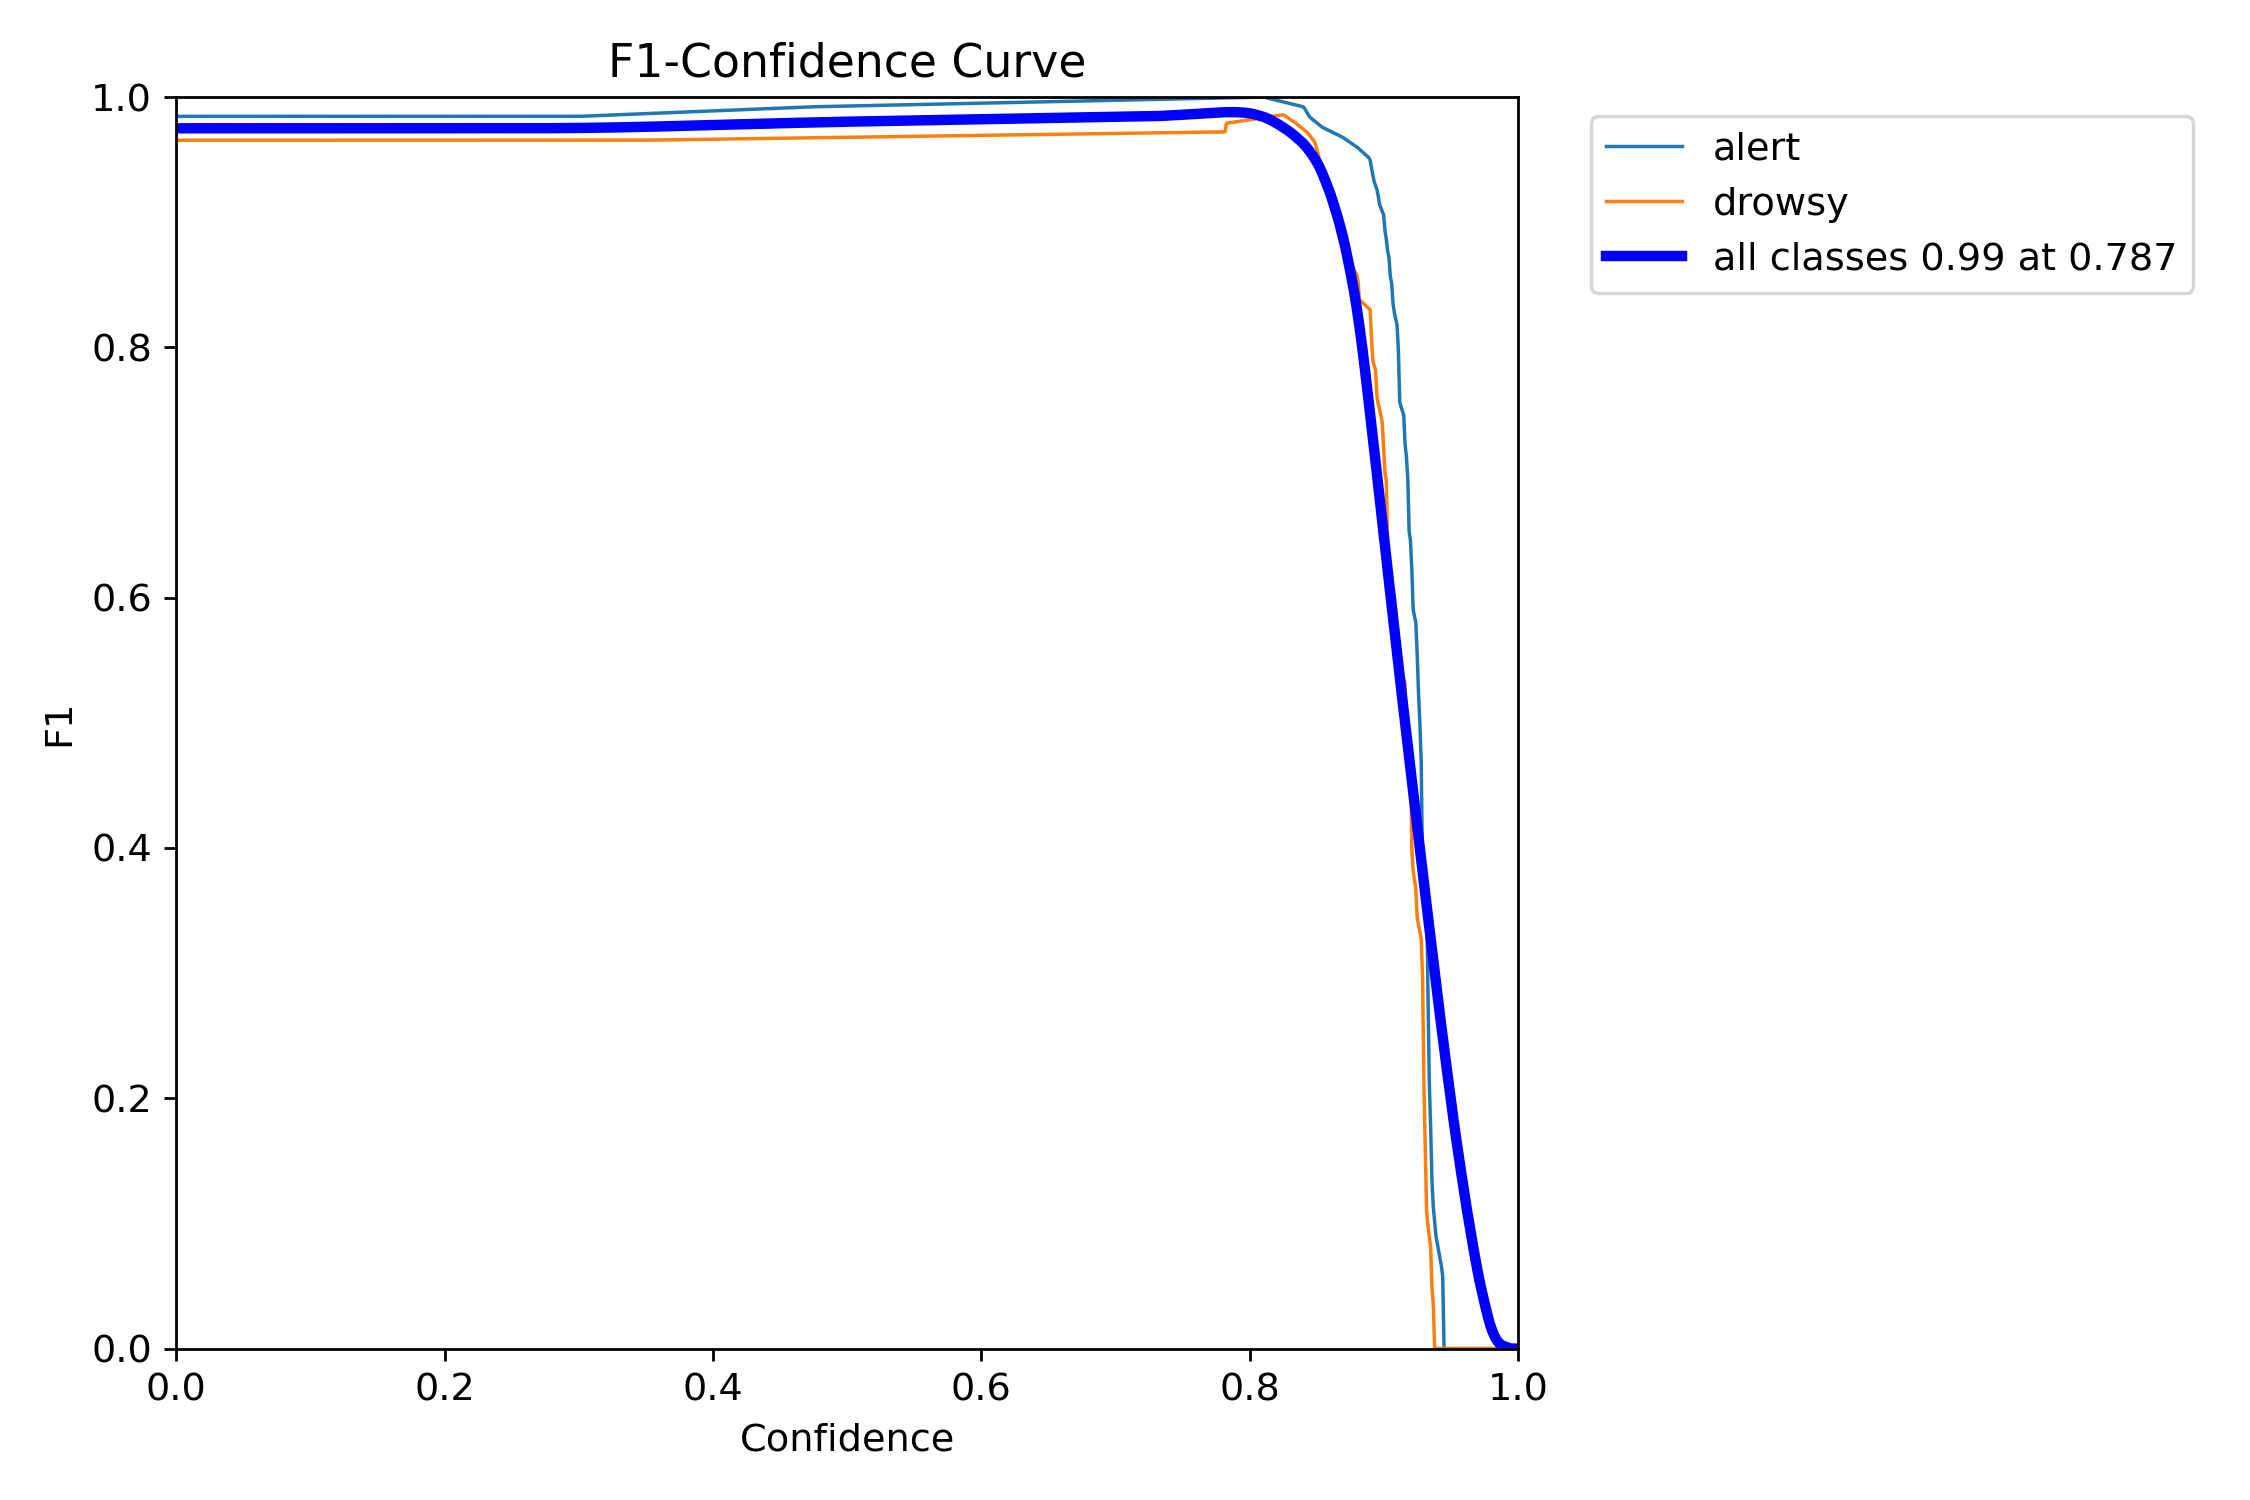 F1-Confidence Curve
1.0
0.8
0.6
0.4
0.2
0.0
F1
0.0 0.2 0.4 0.6 0.8 1.0
Confidence
alert
drowsy
all classes 0.99 at 0.787